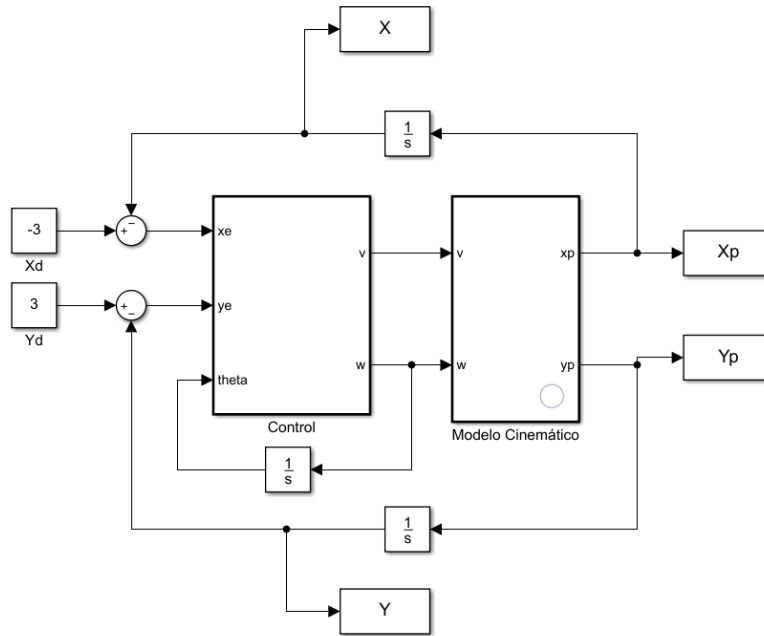 X
1
s
-3
Xd
+
−
xe
3
Yd
+
−
ye
theta
v
w
Control
v
w
xp
yp
Modelo Cinemático
Xp
Yp
1
s
1
s
Y